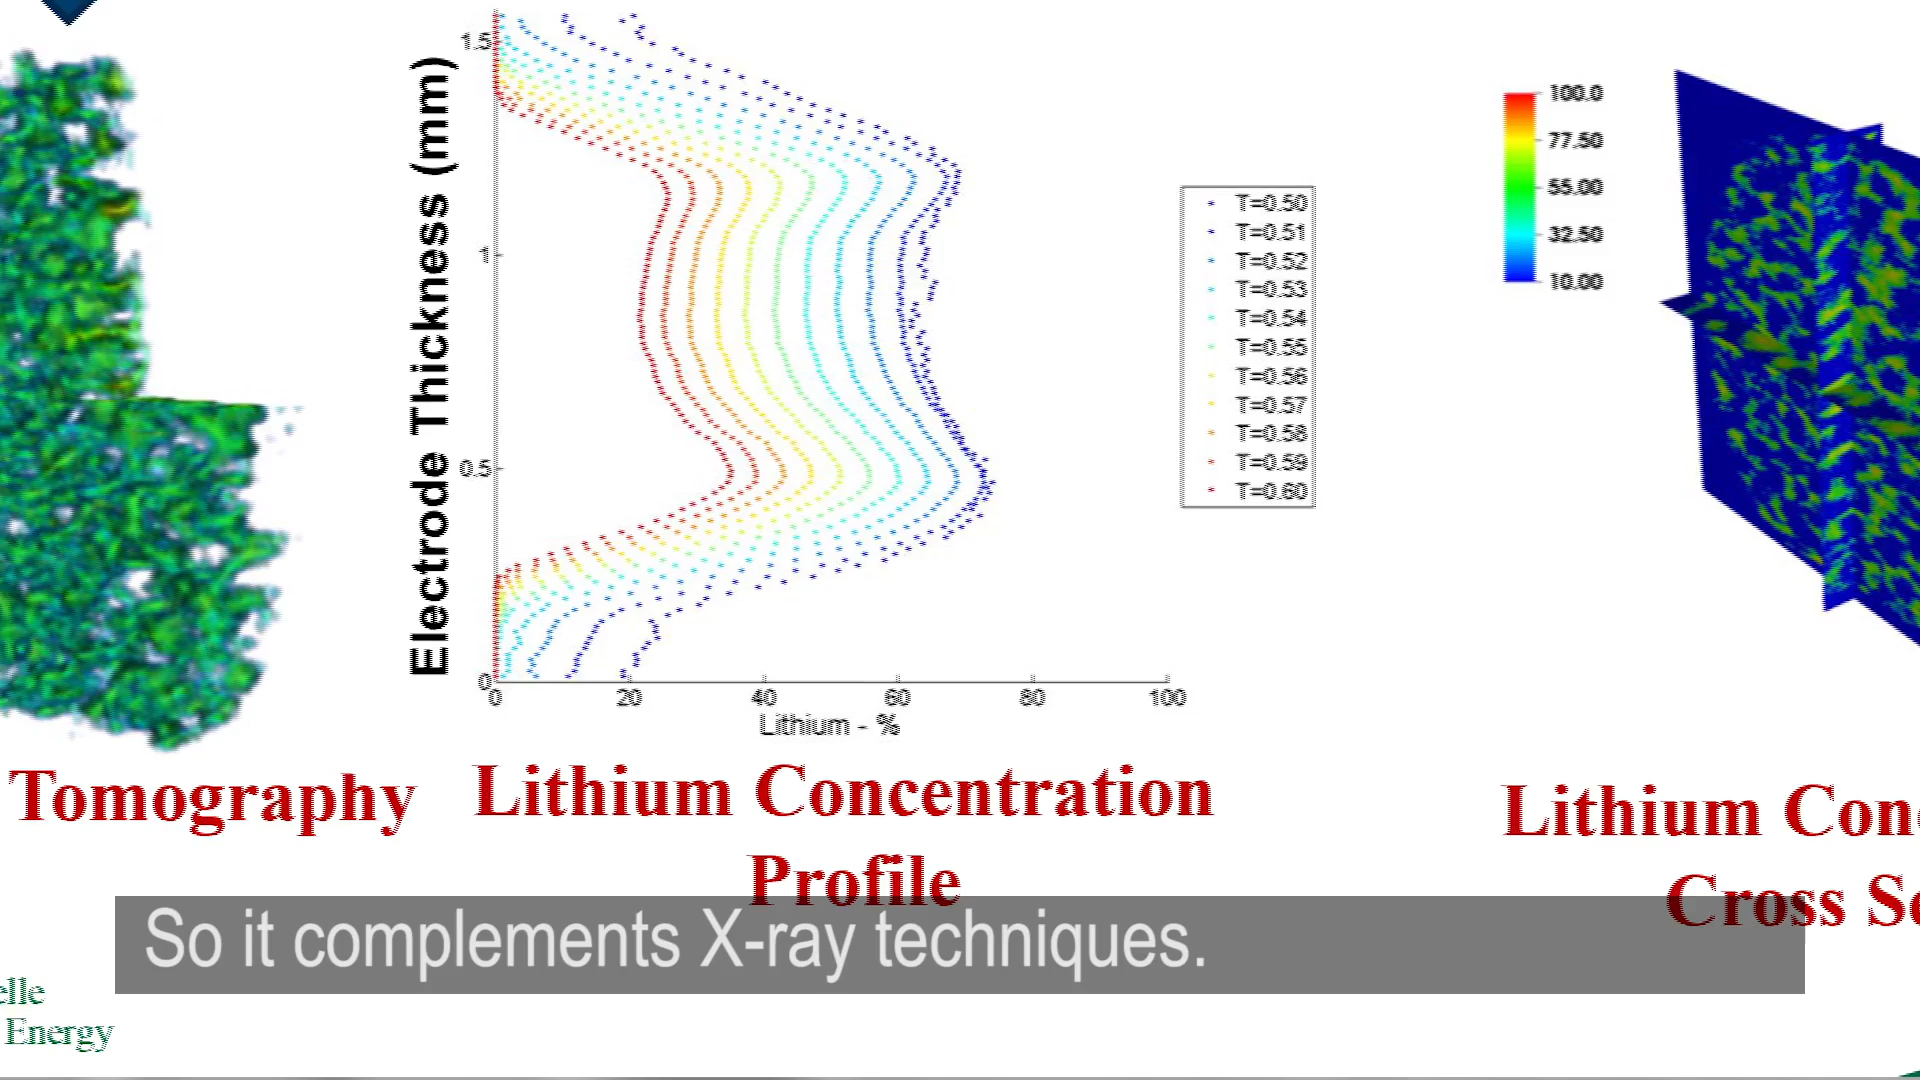 Electrode Thickness (mm)
1.5
1
0.5
0
0 20 40 60 80 100
Lithium - %
T=0.50
T=0.51
T=0.52
T=0.53
T=0.54
T=0.55
T=0.56
T=0.57
T=0.58
T=0.59
T=0.60
100.0
77.50
55.00
32.50
10.00
Tomography
Lithium Concentration
Profile
Lithium Con
Cross Se
So it complements X-ray techniques.
elle
Energy